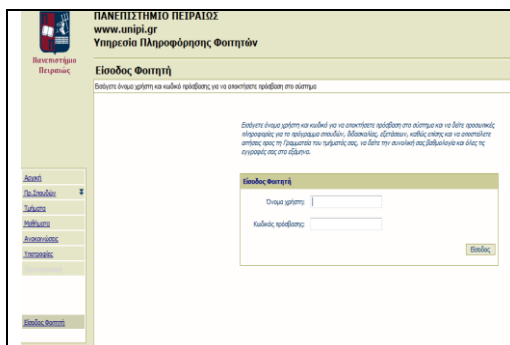 ΠΑΝΕΠΙΣΤΗΜΙΟ ΠΕΙΡΑΙΩΣ
www.unipi.gr
Υπηρεσία Πληροφόρησης Φοιτητών
Πανεπιστήμιο
Πειραιώς
Είσοδος Φοιτητή
Εισάγετε όνομα χρήστη και κωδικό πρόσβασης για να αποκτήσετε πρόσβαση στο σύστημα
Εισάγετε όνομα χρήστη και κωδικό για να αποκτήσετε πρόσβαση στο σύστημα και να δείτε προσωπικές
πληροφορίες για το πρόγραμμα σπουδών, διδασκαλίας, εξετάσεων, καθώς επίσης και να αποστείλετε
αιτήσεις προς τη Γραμματεία του τμήματός σας, να δείτε την συνολική σας βαθμολογία και όλες τις
εγγραφές σας στα εξάμηνα.
Αρχική
Πρ.Σπουδών
Τμήματα
Μαθήματα
Ανακοινώσεις
Υποτροφίες
Είσοδος Φοιτητή
Όνομα χρήστη:
Κωδικός πρόσβασης:
Είσοδος
Είσοδος Φοιτητή